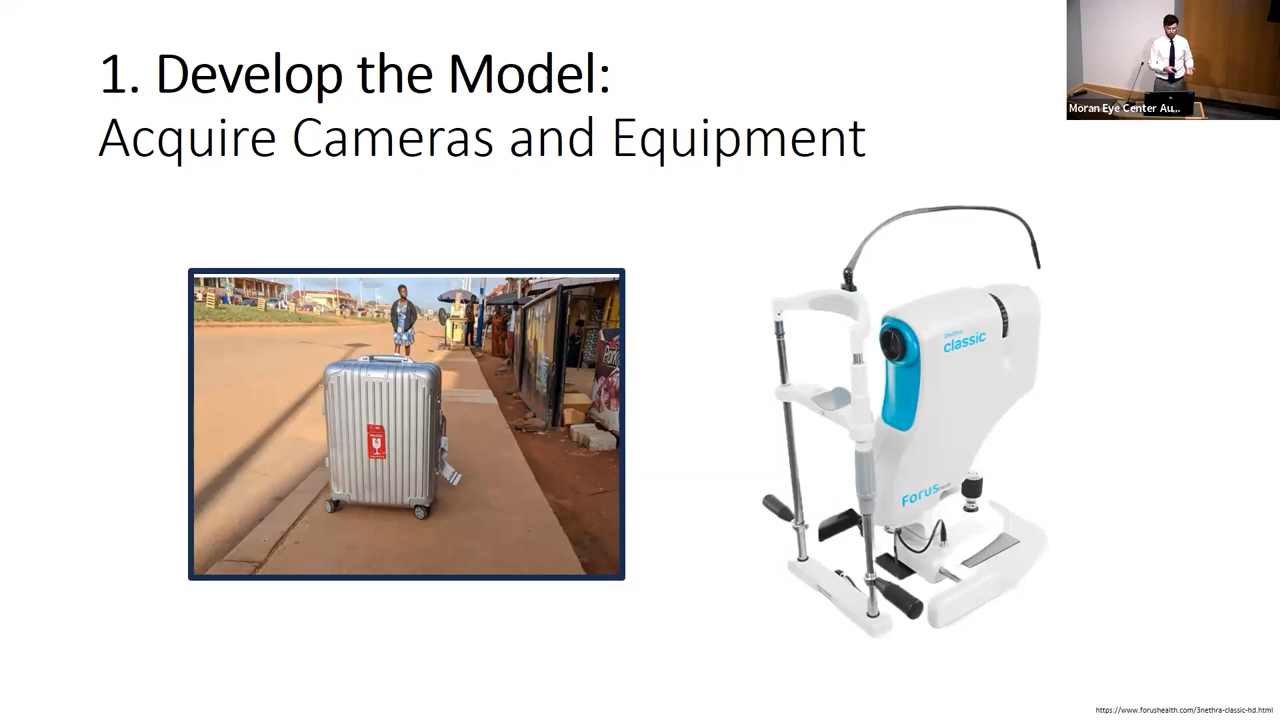 1. Develop the Model:
Acquire Cameras and Equipment
Moran Eye Center Au...
3nethra
classic
Forus
https://www.forushealth.com/3nethra-classic-hd.html